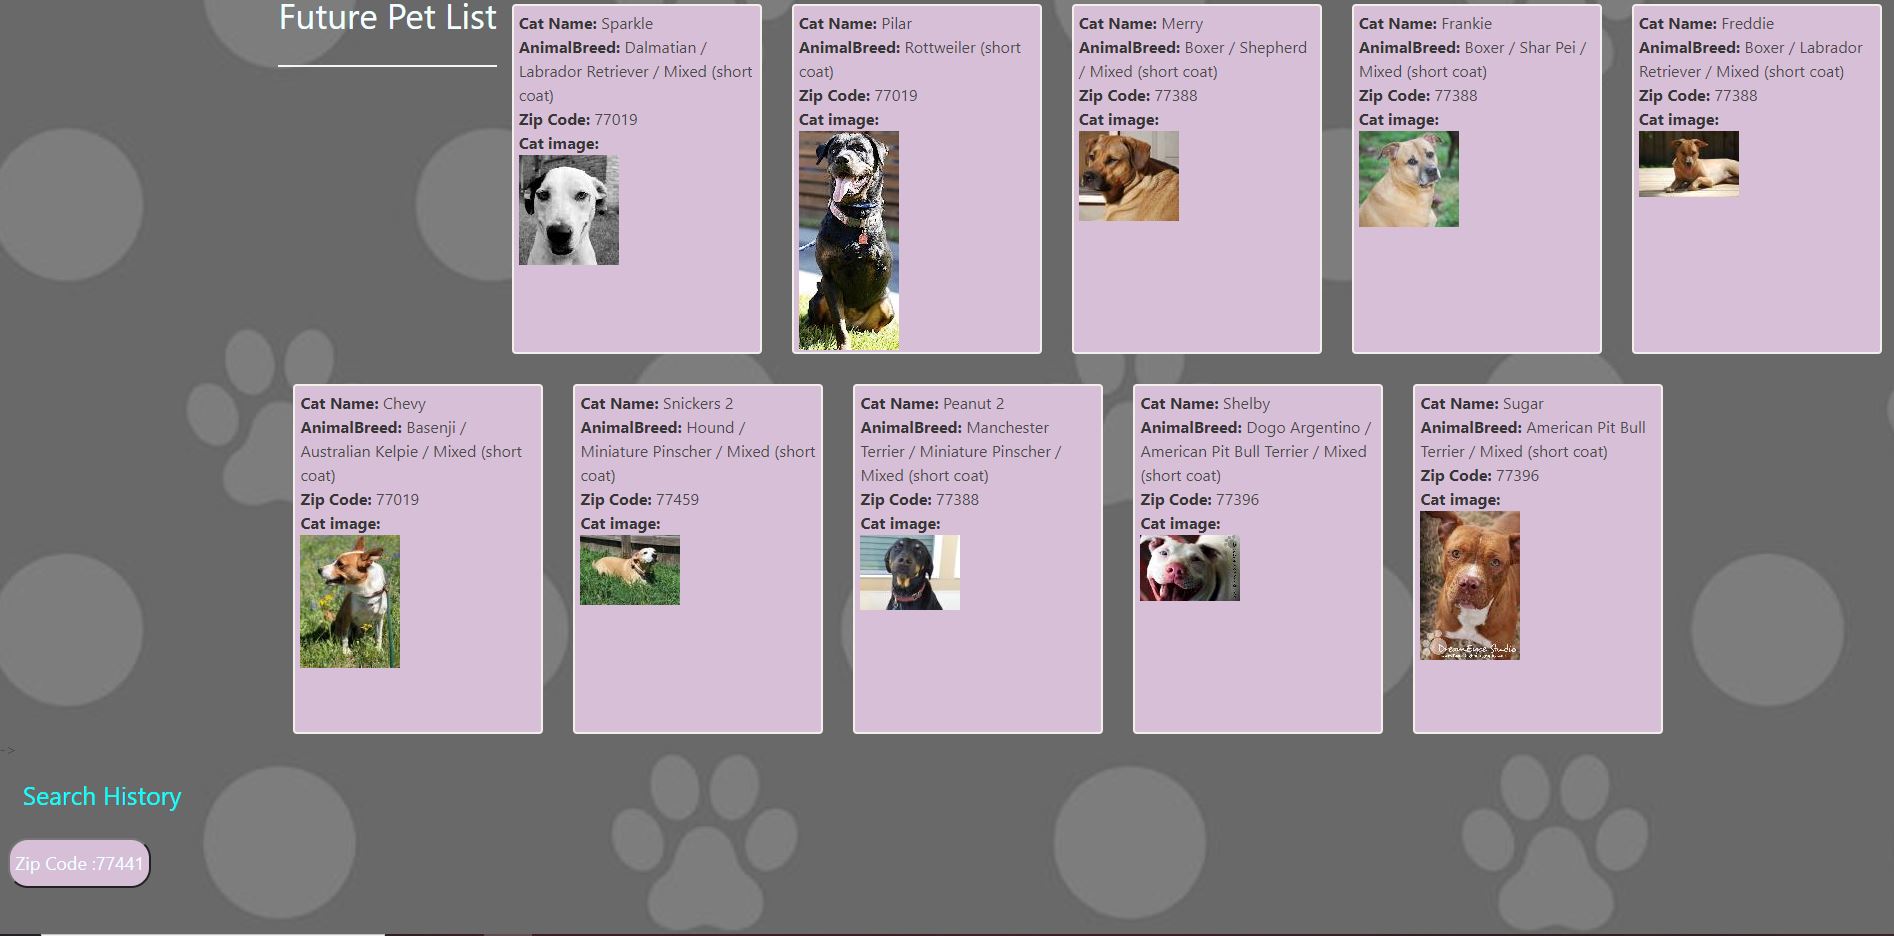 Future Pet List
Cat Name: Sparkle
AnimalBreed: Dalmatian /
Labrador Retriever / Mixed (short
coat)
Zip Code: 77019
Cat image:
Cat Name: Pilar
AnimalBreed: Rottweiler (short
coat)
Zip Code: 77019
Cat image:
Cat Name: Merry
AnimalBreed: Boxer / Shepherd
/ Mixed (short coat)
Zip Code: 77388
Cat image:
Cat Name: Frankie
AnimalBreed: Boxer / Shar Pei /
Mixed (short coat)
Zip Code: 77388
Cat image:
Cat Name: Freddie
AnimalBreed: Boxer / Labrador
Retriever / Mixed (short coat)
Zip Code: 77388
Cat image:
Cat Name: Chevy
AnimalBreed: Basenji /
Australian Kelpie / Mixed (short
coat)
Zip Code: 77019
Cat image:
Cat Name: Snickers 2
AnimalBreed: Hound /
Miniature Pinscher / Mixed (short
coat)
Zip Code: 77459
Cat image:
Cat Name: Peanut 2
AnimalBreed: Manchester
Terrier / Miniature Pinscher /
Mixed (short coat)
Zip Code: 77388
Cat image:
Cat Name: Shelby
AnimalBreed: Dogo Argentino /
American Pit Bull Terrier / Mixed
(short coat)
Zip Code: 77396
Cat image:
Cat Name: Sugar
AnimalBreed: American Pit Bull
Terrier / Mixed (short coat)
Zip Code: 77396
Cat image:
->
Search History
Zip Code :77441